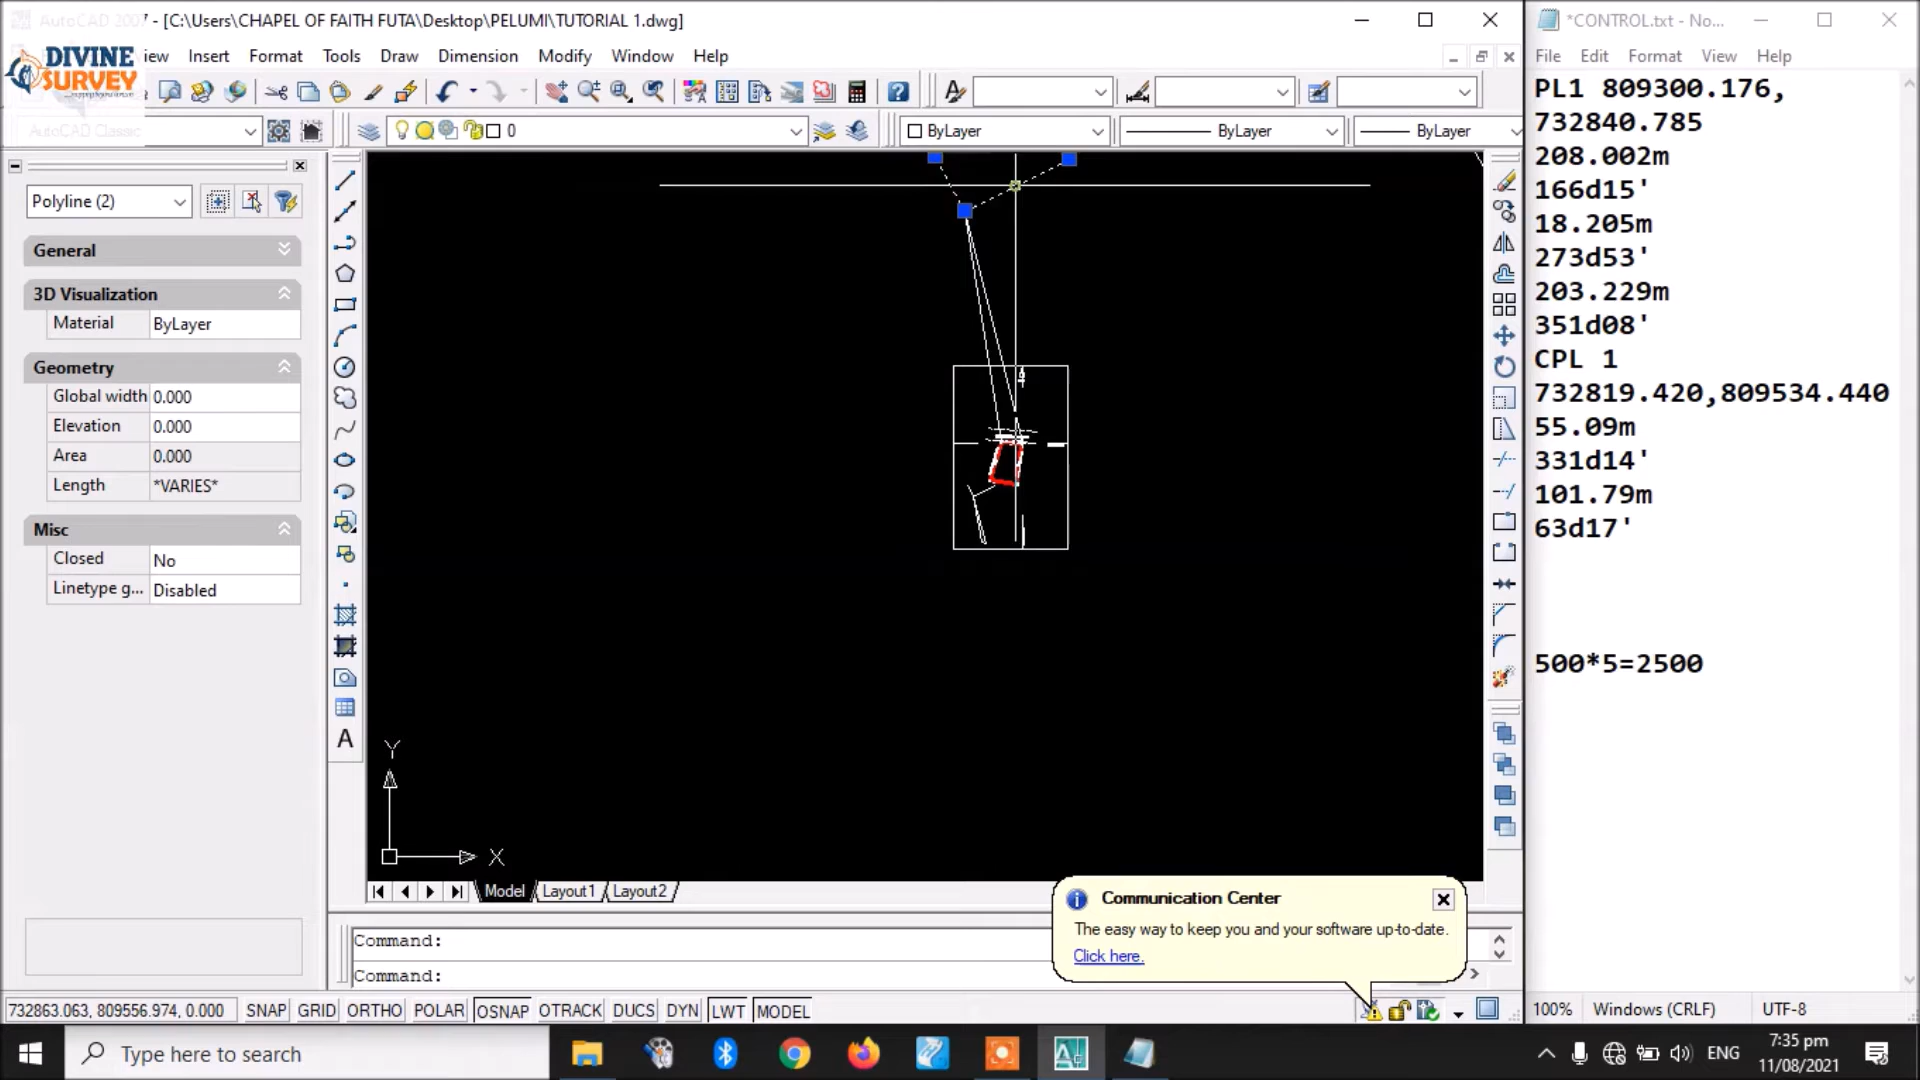 AutoCAD 2007 - [C:\Users\CHAPEL OF FAITH FUTA\Desktop\PELUMI\TUTORIAL 1.dwg]
DIVINE
SURVEY
iew Insert Format Tools Draw Dimension Modify Window Help
AutoCAD Classic
0
ByLayer
ByLayer
ByLayer
Polyline (2)
General
3D Visualization
Material ByLayer
Geometry
Global width 0.000
Elevation 0.000
Area 0.000
Length *VARIES*
Misc
Closed No
Linetype g... Disabled
A
Y
X
Model Layout1 Layout2
Command:
Command:
Communication Center
The easy way to keep you and your software up-to-date.
Click here.
732863.063, 809556.974, 0.000 SNAP GRID ORTHO POLAR OSNAP OTRACK DUCS DYN LWT MODEL
*CONTROL.txt - No...
File Edit Format View Help
PL1 809300.176,
732840.785
208.002m
166d15'
18.205m
273d53'
203.229m
351d08'
CPL 1
732819.420,809534.440
55.09m
331d14'
101.79m
63d17'
500*5=2500
100% Windows (CRLF) UTF-8
Type here to search
ENG
7:35 pm
11/08/2021